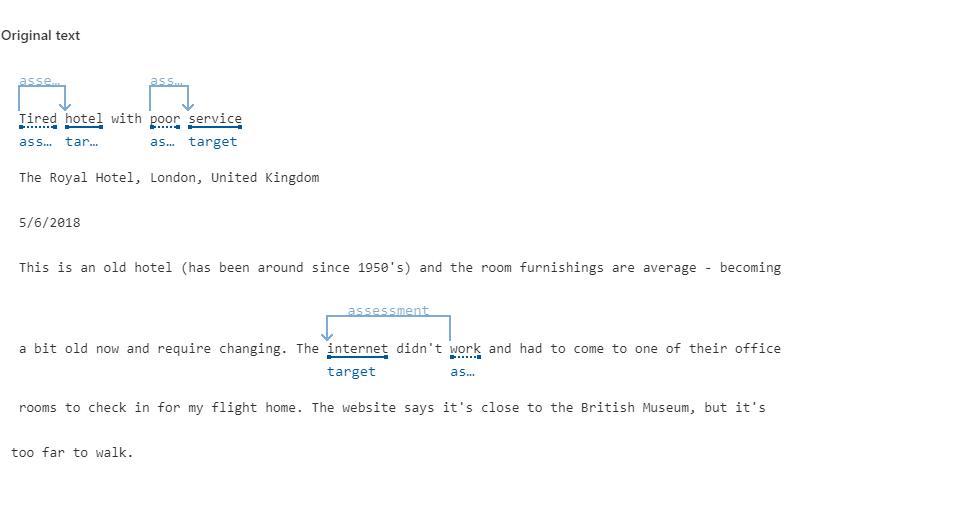 Original text
asse… ass…
Tired hotel with poor service
ass… tar… as… target
The Royal Hotel, London, United Kingdom
5/6/2018
This is an old hotel (has been around since 1950's) and the room furnishings are average - becoming
assessment
a bit old now and require changing. The internet didn't work and had to come to one of their office
target as…
rooms to check in for my flight home. The website says it's close to the British Museum, but it's
too far to walk.